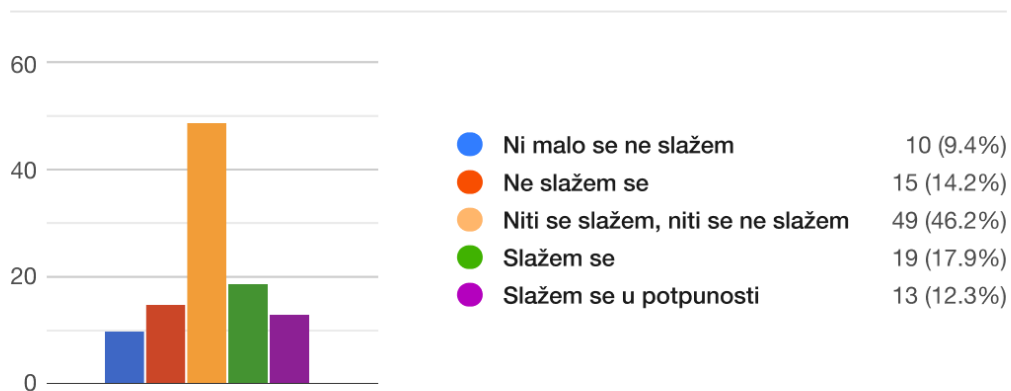 60
40
20
0
Ni malo se ne slažem 10 (9.4%)
Ne slažem se 15 (14.2%)
Niti se slažem, niti se ne slažem 49 (46.2%)
Slažem se 19 (17.9%)
Slažem se u potpunosti 13 (12.3%)